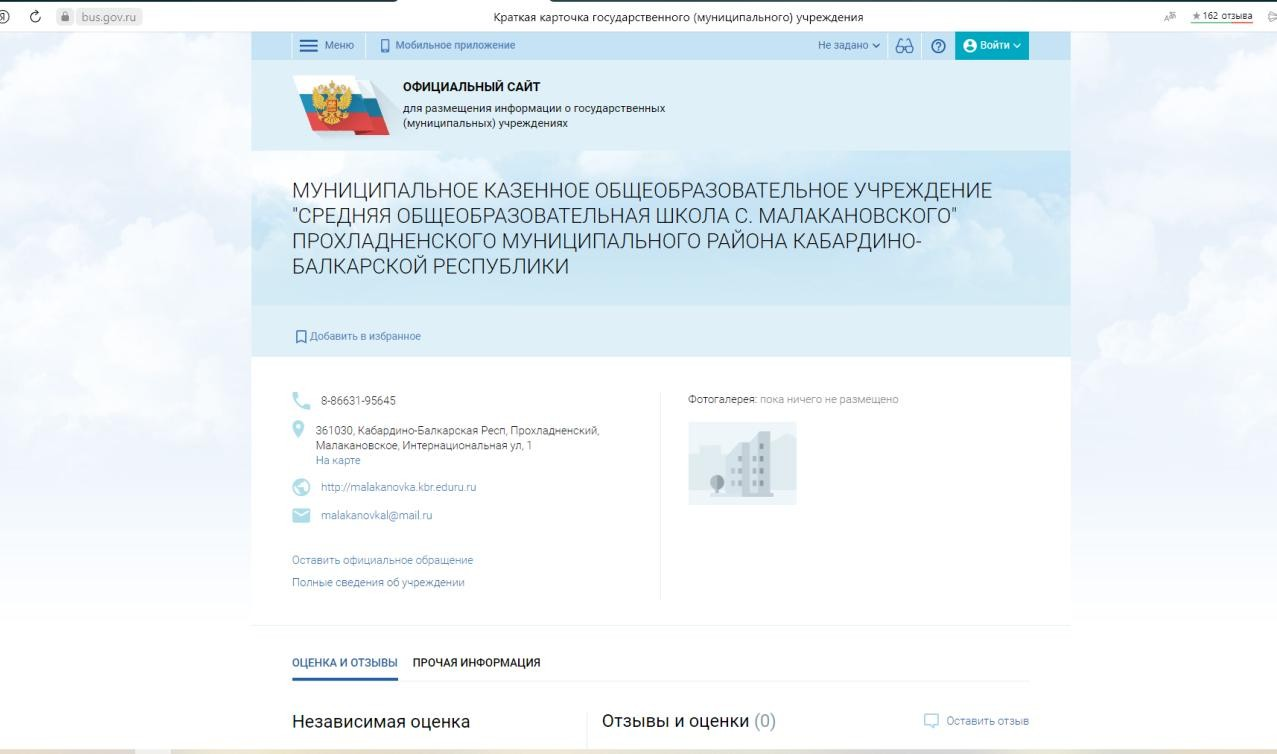 bus.gov.ru
Краткая карточка государственного (муниципального) учреждения
162 отзыва
Меню
Мобильное приложение
Не задано
Войти
ОФИЦИАЛЬНЫЙ САЙТ
для размещения информации о государственных
(муниципальных) учреждениях
МУНИЦИПАЛЬНОЕ КАЗЕННОЕ ОБЩЕОБРАЗОВАТЕЛЬНОЕ УЧРЕЖДЕНИЕ
"СРЕДНЯЯ ОБЩЕОБРАЗОВАТЕЛЬНАЯ ШКОЛА С. МАЛАКАНОВСКОГО"
ПРОХЛАДНЕНСКОГО МУНИЦИПАЛЬНОГО РАЙОНА КАБАРДИНО-
БАЛКАРСКОЙ РЕСПУБЛИКИ
Добавить в избранное
8-86631-95645
361030, Кабардино-Балкарская Респ, Прохладненский,
Малакановское, Интернациональная ул, 1
На карте
http://malakanovka.kbr.eduru.ru
malakanovkal@mail.ru
Оставить официальное обращение
Полные сведения об учреждении
Фотогалерея: пока ничего не размещено
ОЦЕНКА И ОТЗЫВЫ
ПРОЧАЯ ИНФОРМАЦИЯ
Независимая оценка
Отзывы и оценки (0)
Оставить отзыв